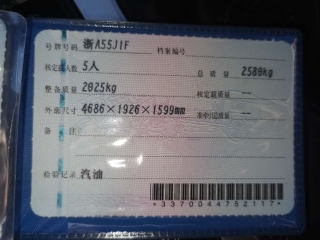 号牌号码 浙A55J1F 档案编号
核定载人数 5人 总质量 2580kg
整备质量 2025kg 核定载质量 --
外廓尺寸 4686×1926×1599mm 准牵引总质量 --
备注
检验记录 汽油
*3370044752117*